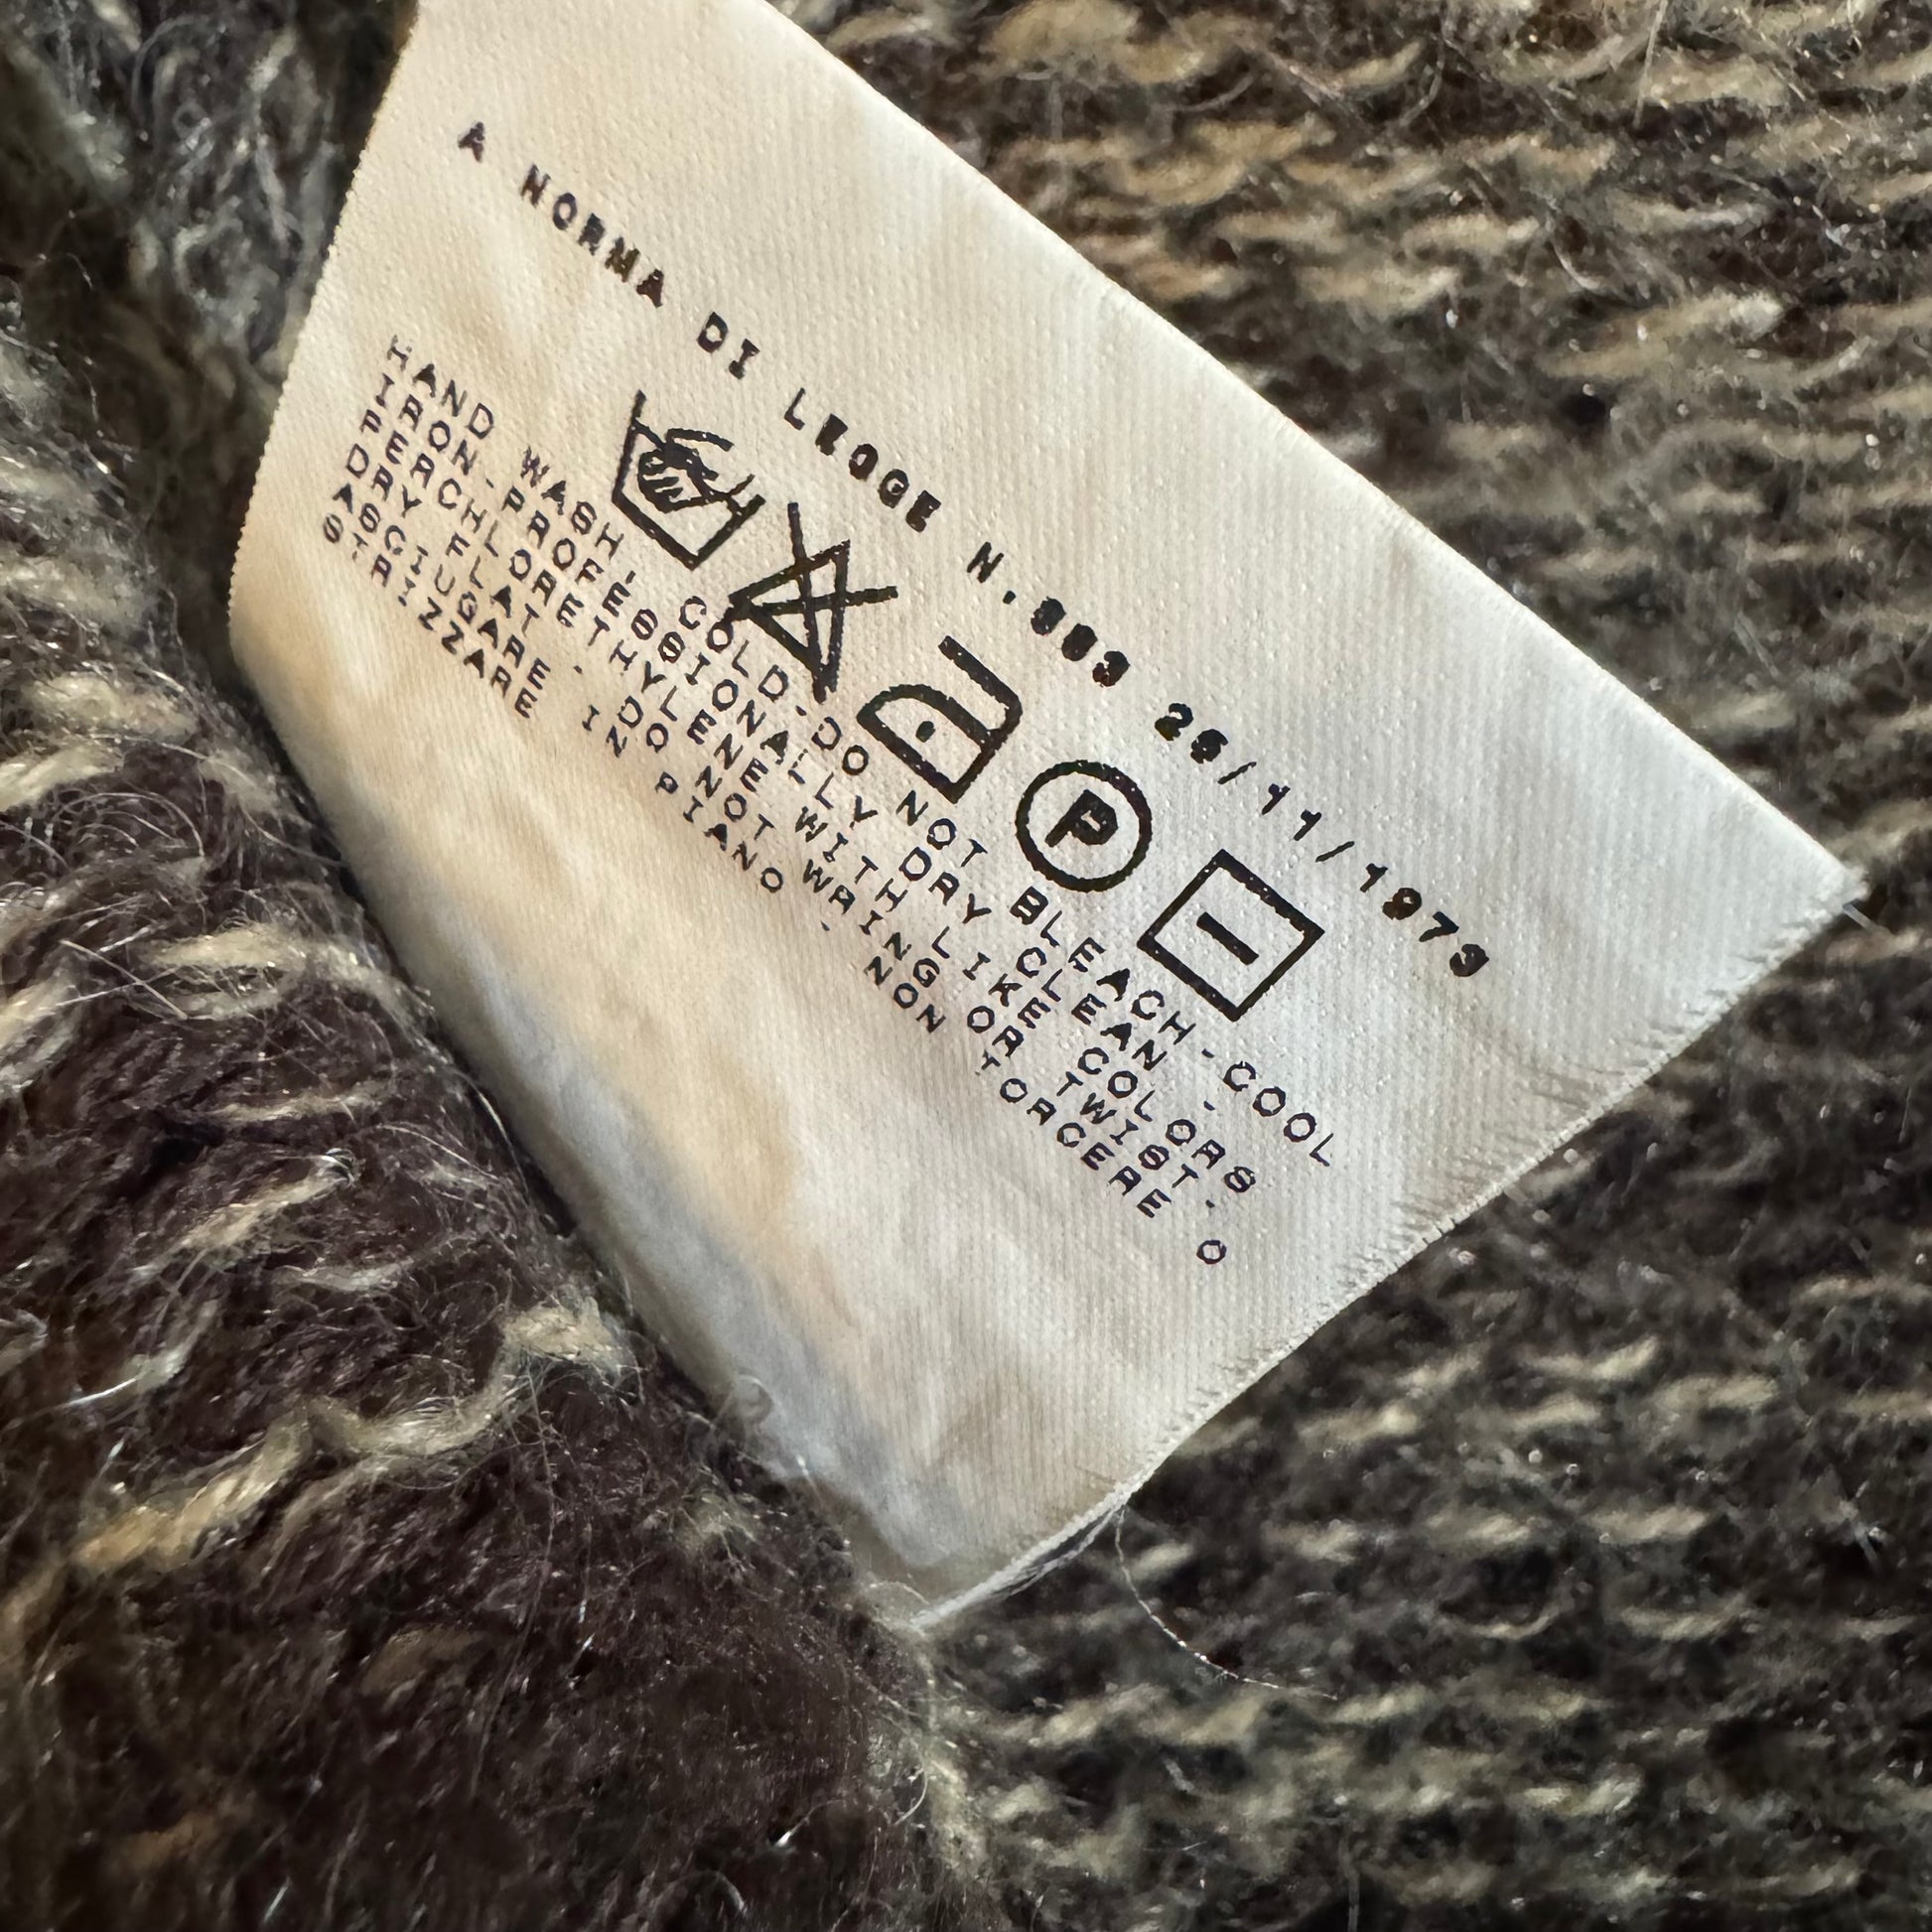 A NORMA DI LEGGE N.883 26/11/1973
P
HAND WASH- COLD-DO NOT BLEACH-COOL
IRON-PROFESSIONALLY DRY CLEAN -
PERCHLORETHYLENE WITH LIKE COLORS
DRY FLAT - DO NOT WRING OR TWIST.
ASCIUGARE IN PIANO - NON TORCERE O
STRIZZARE